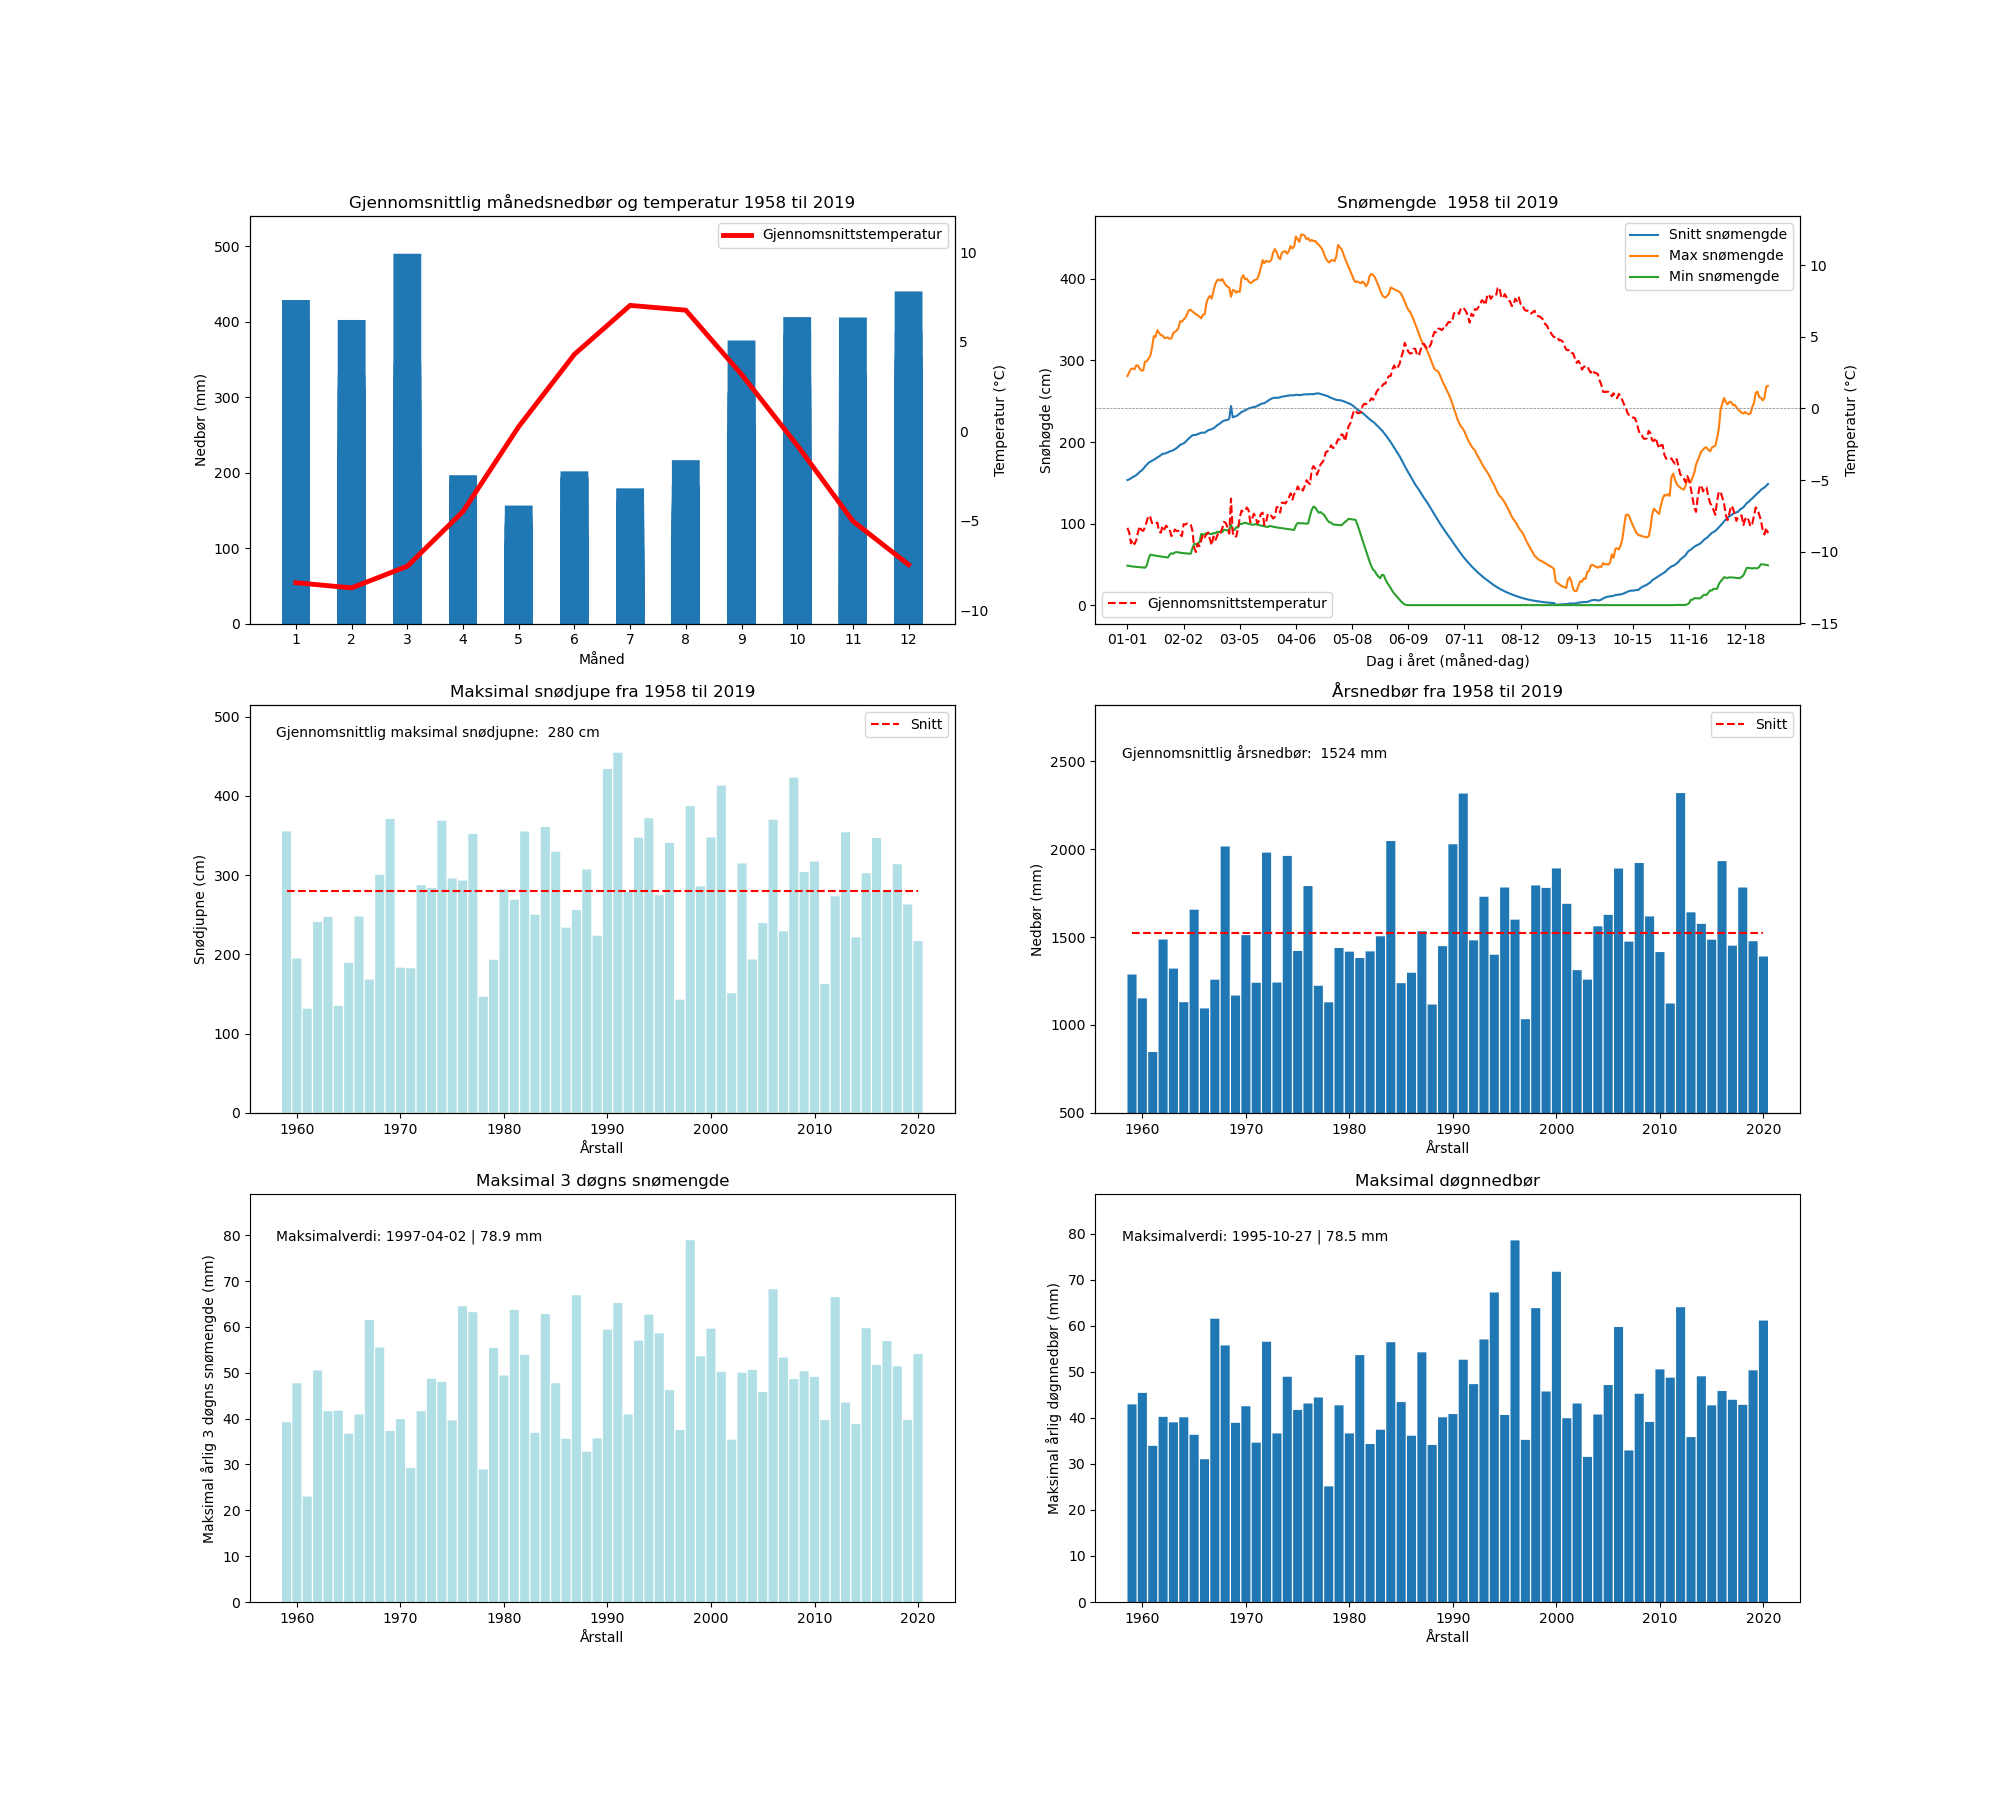 Gjennomsnittlig månedsnedbør og temperatur 1958 til 2019
Gjennomsnittstemperatur
Nedbør (mm)
500
400
300
200
100
0
10
5
0
−5
−10
Temperatur (°C)
1 2 3 4 5 6 7 8 9 10 11 12
Måned
Snømengde  1958 til 2019
Snitt snømengde
Max snømengde
Min snømengde
Gjennomsnittstemperatur
Snøhøgde (cm)
400
300
200
100
0
10
5
0
−5
−10
−15
Temperatur (°C)
01-01 02-02 03-05 04-06 05-08 06-09 07-11 08-12 09-13 10-15 11-16 12-18
Dag i året (måned-dag)
Maksimal snødjupe fra 1958 til 2019
Gjennomsnittlig maksimal snødjupne:  280 cm
Snitt
Snødjupne (cm)
500
400
300
200
100
0
1960 1970 1980 1990 2000 2010 2020
Årstall
Årsnedbør fra 1958 til 2019
Gjennomsnittlig årsnedbør:  1524 mm
Snitt
Nedbør (mm)
2500
2000
1500
1000
500
1960 1970 1980 1990 2000 2010 2020
Årstall
Maksimal 3 døgns snømengde
Maksimalverdi: 1997-04-02 | 78.9 mm
Maksimal årlig 3 døgns snømengde (mm)
80
70
60
50
40
30
20
10
0
1960 1970 1980 1990 2000 2010 2020
Årstall
Maksimal døgnnedbør
Maksimalverdi: 1995-10-27 | 78.5 mm
Maksimal årlig døgnnedbør (mm)
80
70
60
50
40
30
20
10
0
1960 1970 1980 1990 2000 2010 2020
Årstall